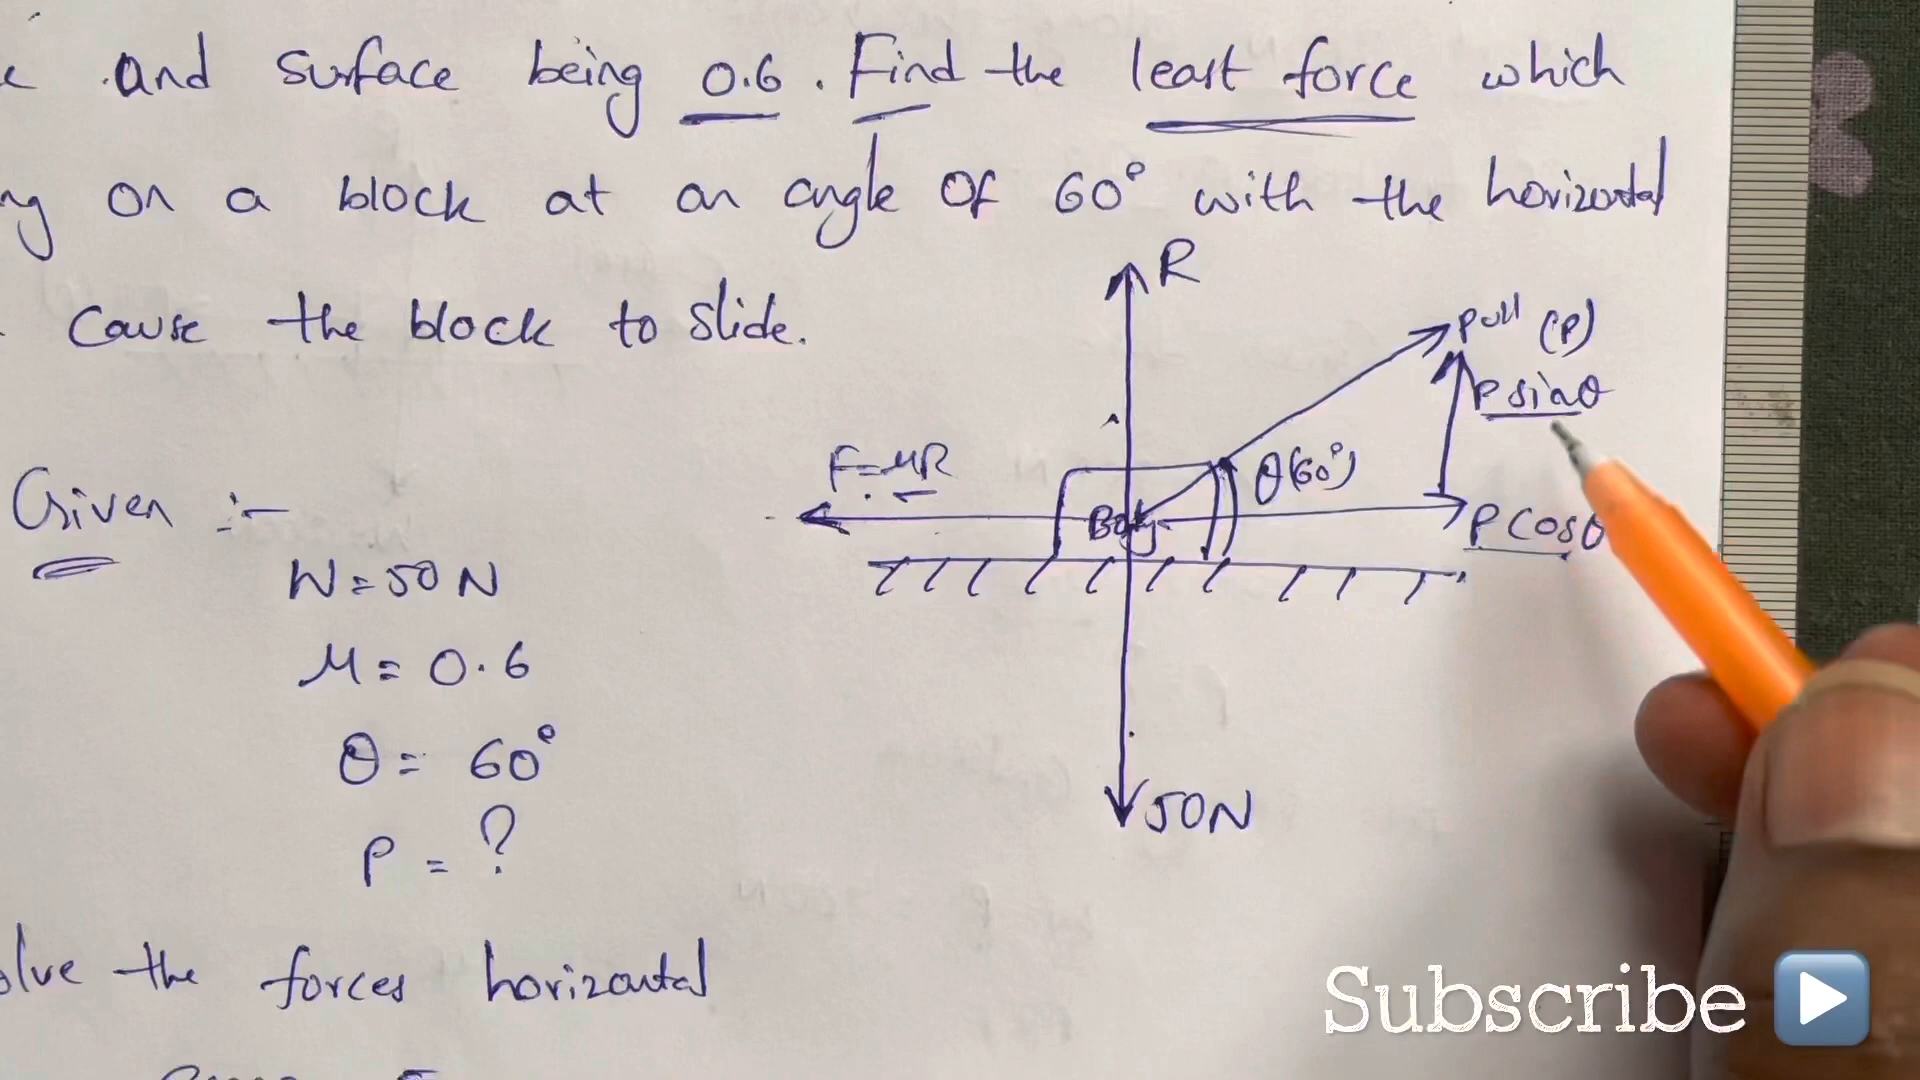 and surface being 0.6. Find the least force which
on a block at an angle of 60° with the horizontal
cause the block to slide.
R
Pull (P)
P sinθ
F=μR
θ(60°)
Body
P Cosθ
Given :-
W=50N
μ= 0.6
θ= 60°
P = ?
50N
the forces horizontal
Subscribe